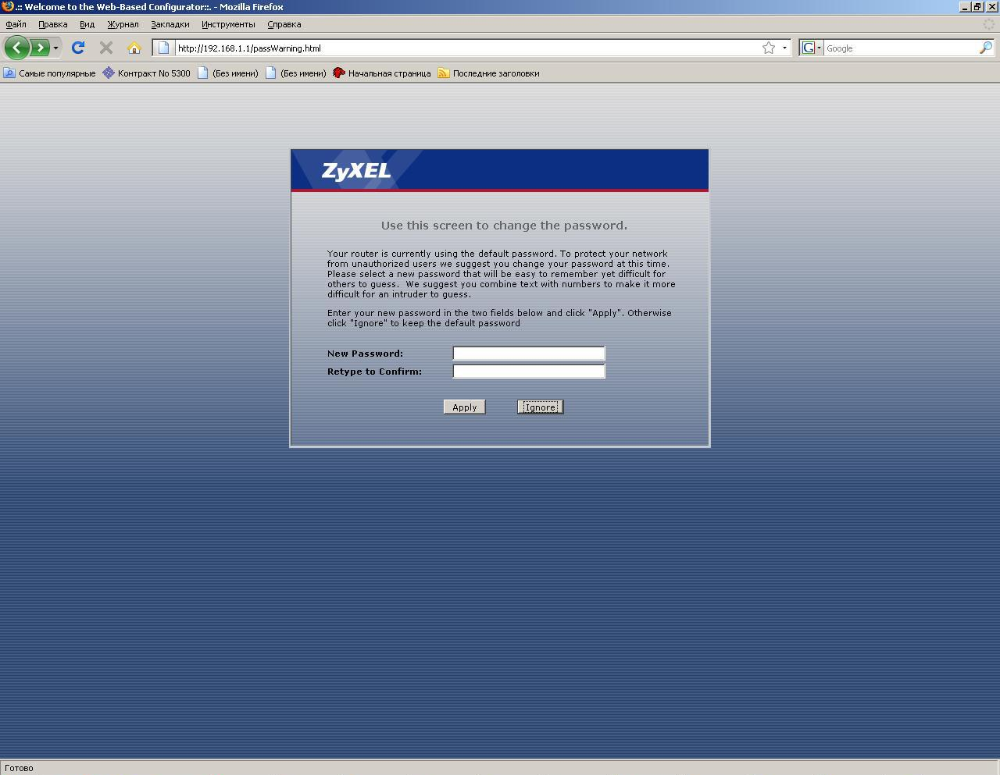 .:: Welcome to the Web-Based Configurator::. - Mozilla Firefox
Файл Правка Вид Журнал Закладки Инструменты Справка
http://192.168.1.1/passWarning.html
G Google
Самые популярные Контракт No 5300 (Без имени) (Без имени) Начальная страница Последние заголовки
ZyXEL
Use this screen to change the password.
Your router is currently using the default password. To protect your network
from unauthorized users we suggest you change your password at this time.
Please select a new password that will be easy to remember yet difficult for
others to guess. We suggest you combine text with numbers to make it more
difficult for an intruder to guess.
Enter your new password in the two fields below and click "Apply". Otherwise
click "Ignore" to keep the default password
New Password:
Retype to Confirm:
Apply Ignore
Готово